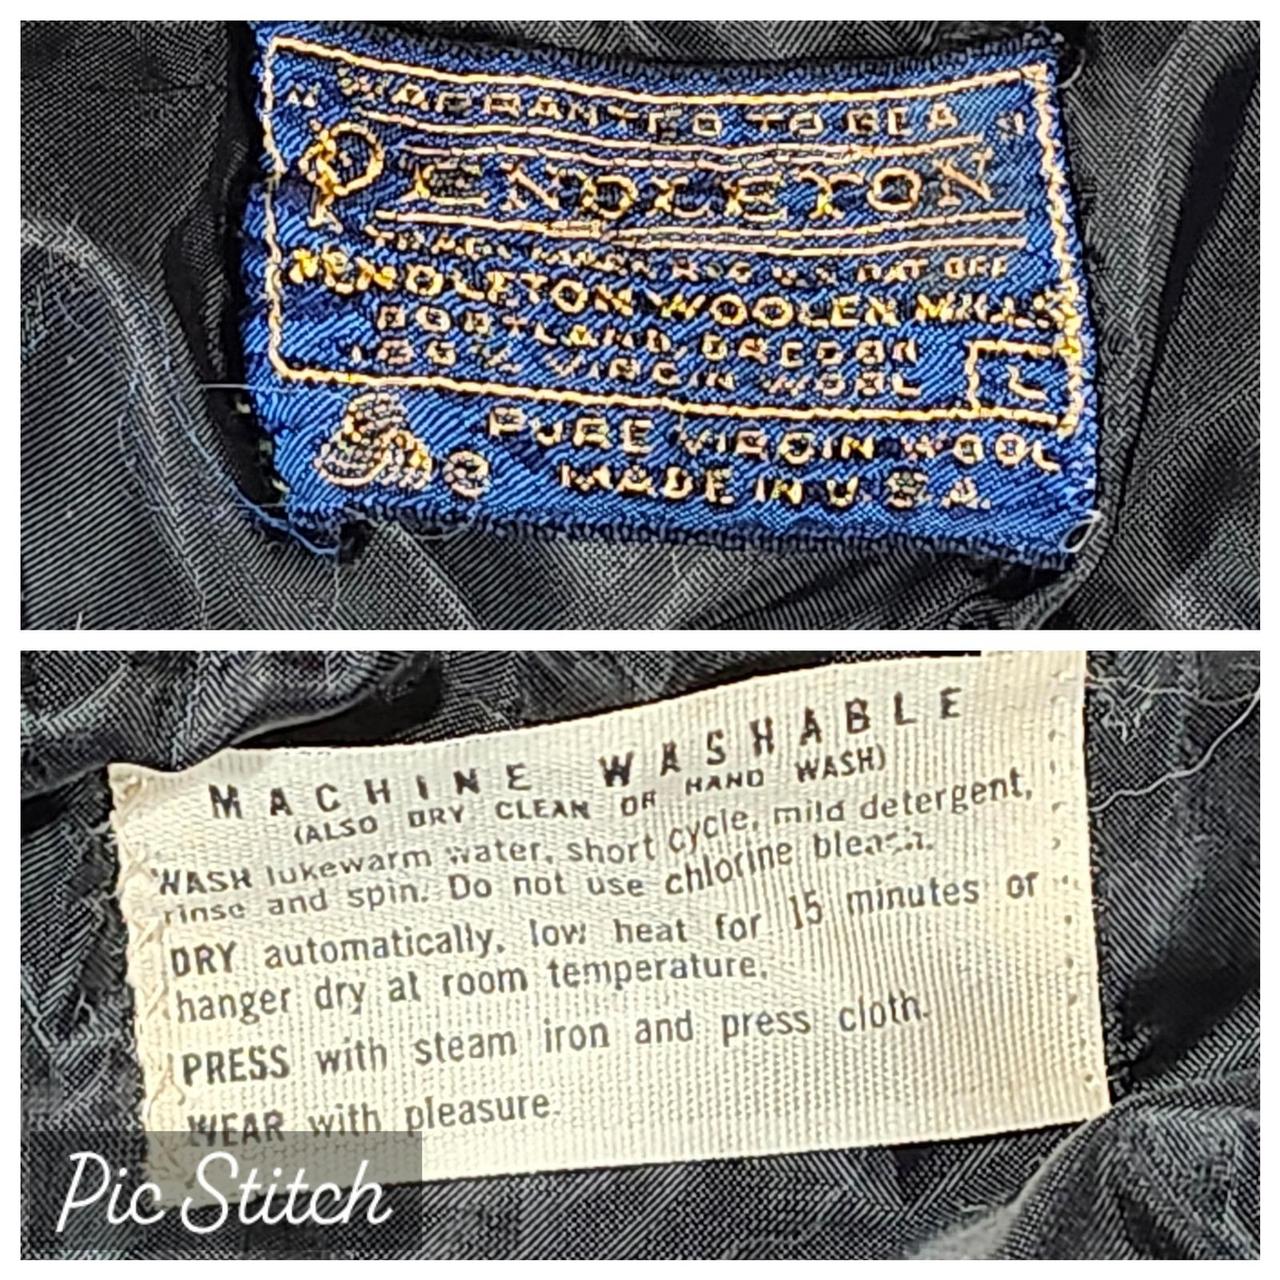 WARRANTED TO BE A
PENDLETON
REG U.S. PAT OFF
PENDLETON WOOLEN MILLS
PORTLAND, OREGON
100% VIRGIN WOOL
L
PURE VIRGIN WOOL
MADE IN U.S.A.
MACHINE WASHABLE
(ALSO DRY CLEAN OR HAND WASH)
WASH lukewarm water, short cycle, mild detergent,
rinse and spin. Do not use chlorine bleach.
DRY automatically, low heat for 15 minutes or
hanger dry at room temperature.
PRESS with steam iron and press cloth.
WEAR with pleasure.
Pic Stitch